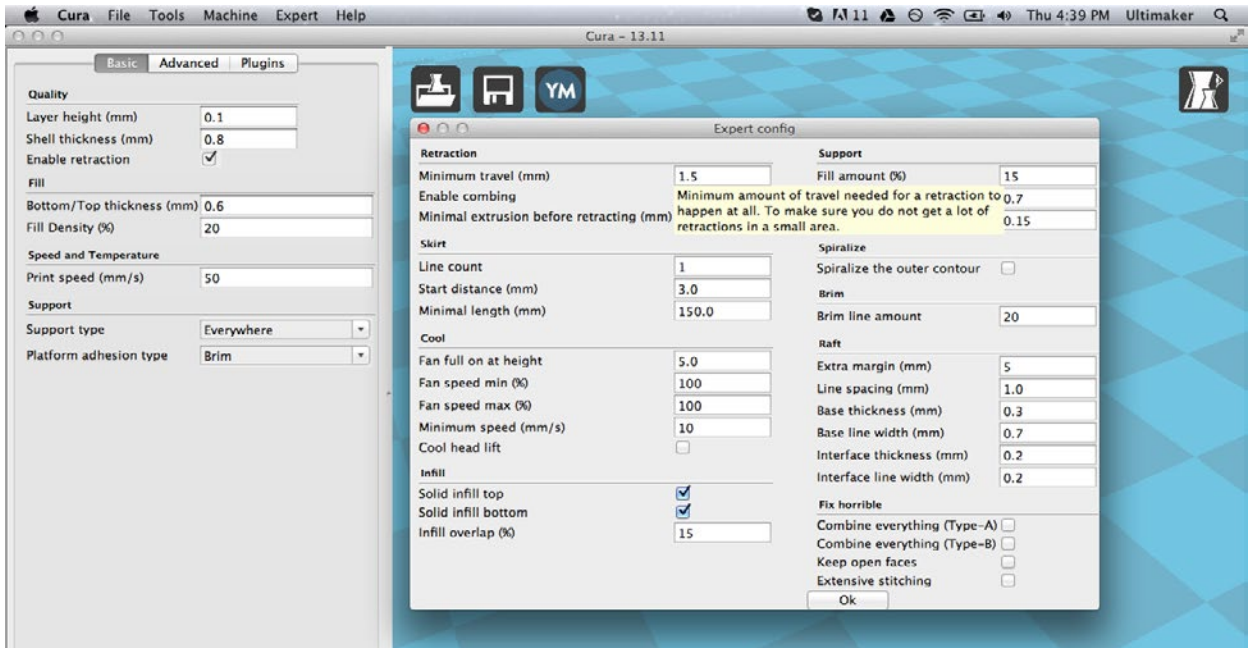 Cura File Tools Machine Expert Help 11 Thu 4:39 PM Ultimaker
Cura – 13.11
Basic Advanced Plugins
Quality
Layer height (mm) 0.1
Shell thickness (mm) 0.8
Enable retraction
Fill
Bottom/Top thickness (mm) 0.6
Fill Density (%) 20
Speed and Temperature
Print speed (mm/s) 50
Support
Support type Everywhere
Platform adhesion type Brim
YM
Expert config
Retraction
Minimum travel (mm) 1.5
Enable combing
Minimal extrusion before retracting (mm)
Minimum amount of travel needed for a retraction to
happen at all. To make sure you do not get a lot of
retractions in a small area.
Skirt
Line count 1
Start distance (mm) 3.0
Minimal length (mm) 150.0
Cool
Fan full on at height 5.0
Fan speed min (%) 100
Fan speed max (%) 100
Minimum speed (mm/s) 10
Cool head lift
Infill
Solid infill top
Solid infill bottom
Infill overlap (%) 15
Support
Fill amount (%) 15
0.7
0.15
Spiralize
Spiralize the outer contour
Brim
Brim line amount 20
Raft
Extra margin (mm) 5
Line spacing (mm) 1.0
Base thickness (mm) 0.3
Base line width (mm) 0.7
Interface thickness (mm) 0.2
Interface line width (mm) 0.2
Fix horrible
Combine everything (Type-A)
Combine everything (Type-B)
Keep open faces
Extensive stitching
Ok